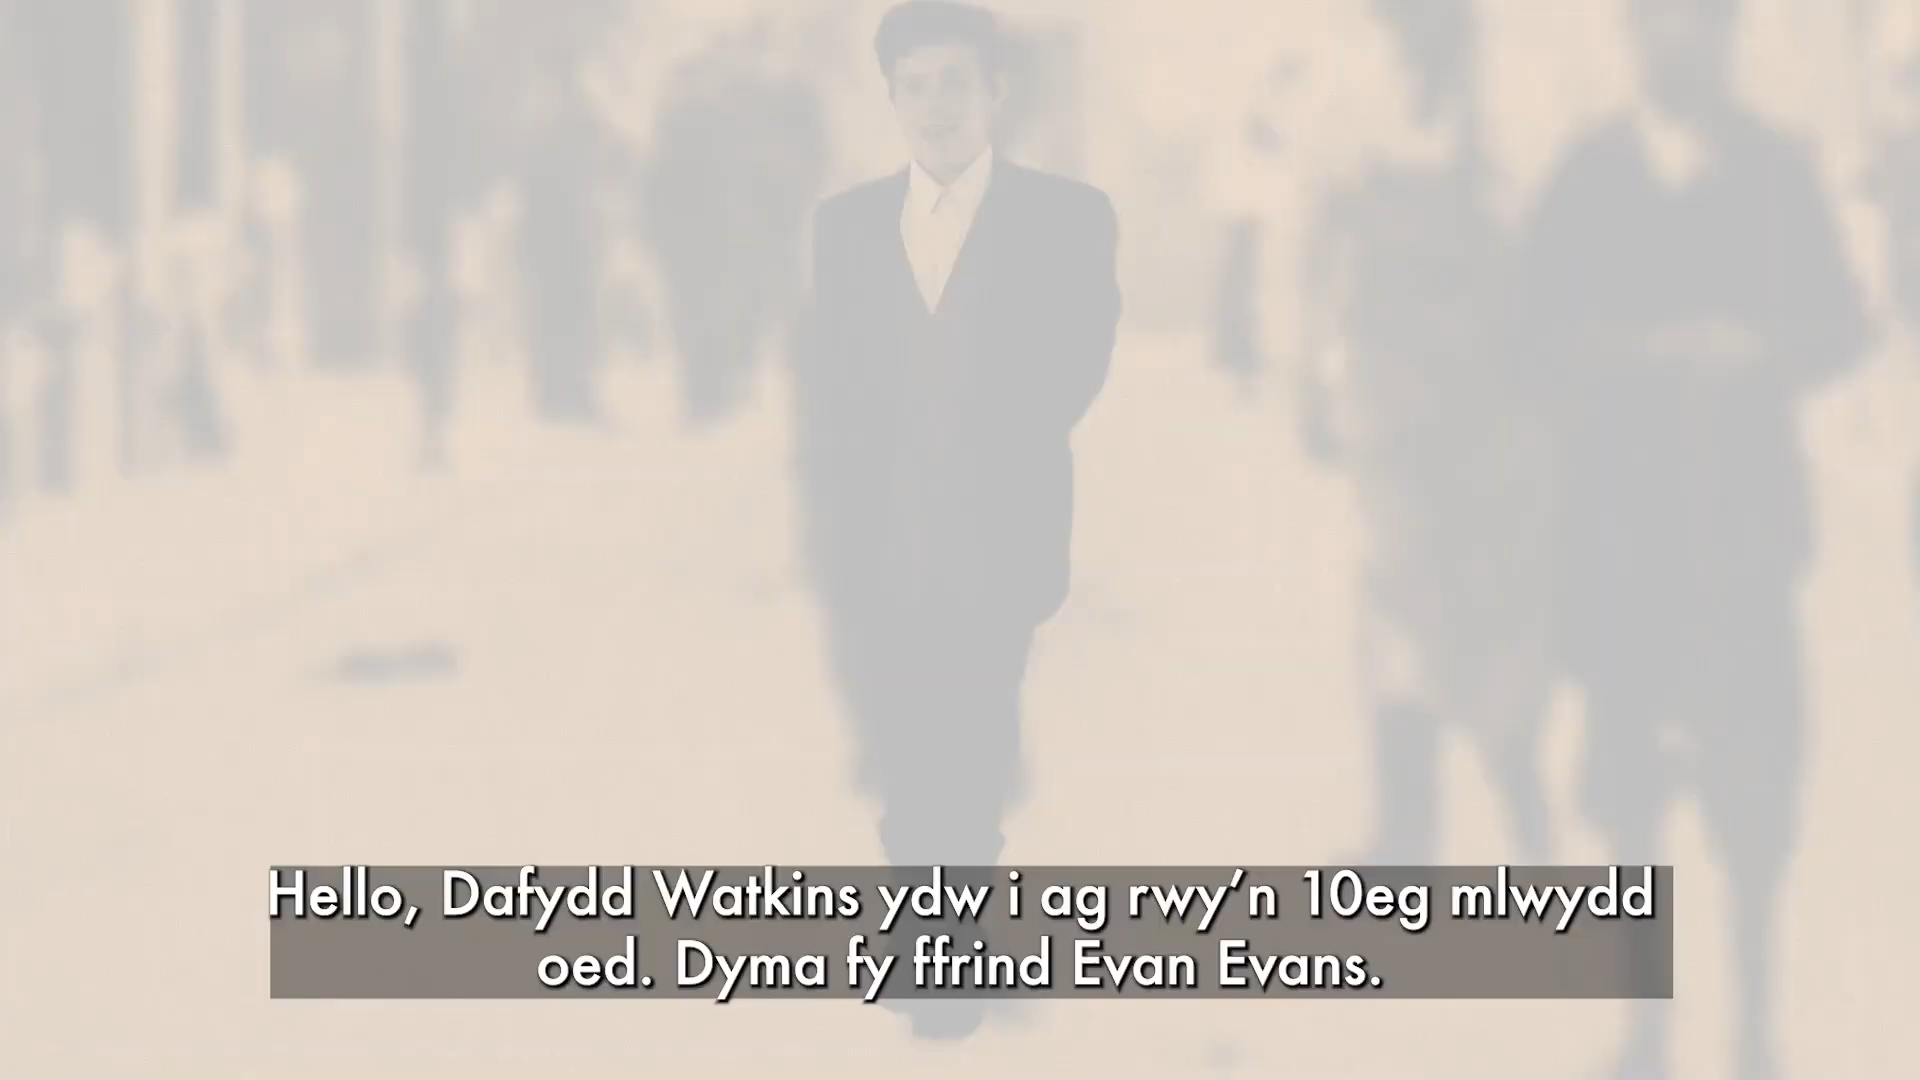 Hello, Dafydd Watkins ydw i ag rwy’n 10eg mlwydd
oed. Dyma fy ffrind Evan Evans.